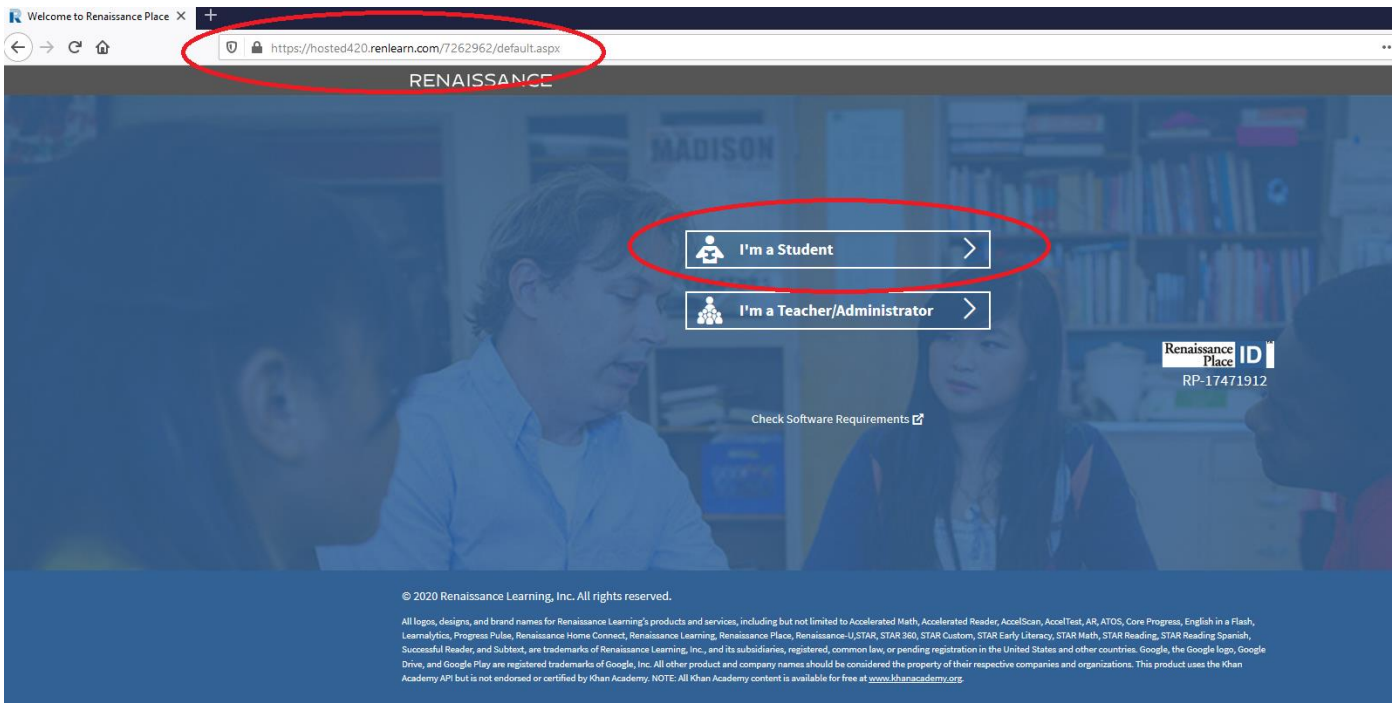 Welcome to Renaissance Place
https://hosted420.renlearn.com/7262962/default.aspx
RENAISSANCE
MADISON
I'm a Student
I'm a Teacher/Administrator
Renaissance
Place ID
RP-17471912
Check Software Requirements
© 2020 Renaissance Learning, Inc. All rights reserved.
All logos, designs, and brand names for Renaissance Learning's products and services, including but not limited to Accelerated Math, Accelerated Reader, AccelScan, AccelTest, AR, ATOS, Core Progress, English in a Flash,
Learnalytics, Progress Pulse, Renaissance Home Connect, Renaissance Learning, Renaissance Place, Renaissance-U,STAR, STAR 360, STAR Custom, STAR Early Literacy, STAR Math, STAR Reading, STAR Reading Spanish,
Successful Reader, and Subtext, are trademarks of Renaissance Learning, Inc., and its subsidiaries, registered, common law, or pending registration in the United States and other countries. Google, the Google logo, Google
Drive, and Google Play are registered trademarks of Google, Inc. All other product and company names should be considered the property of their respective companies and organizations. This product uses the Khan
Academy API but is not endorsed or certified by Khan Academy. NOTE: All Khan Academy content is available for free at www.khanacademy.org.